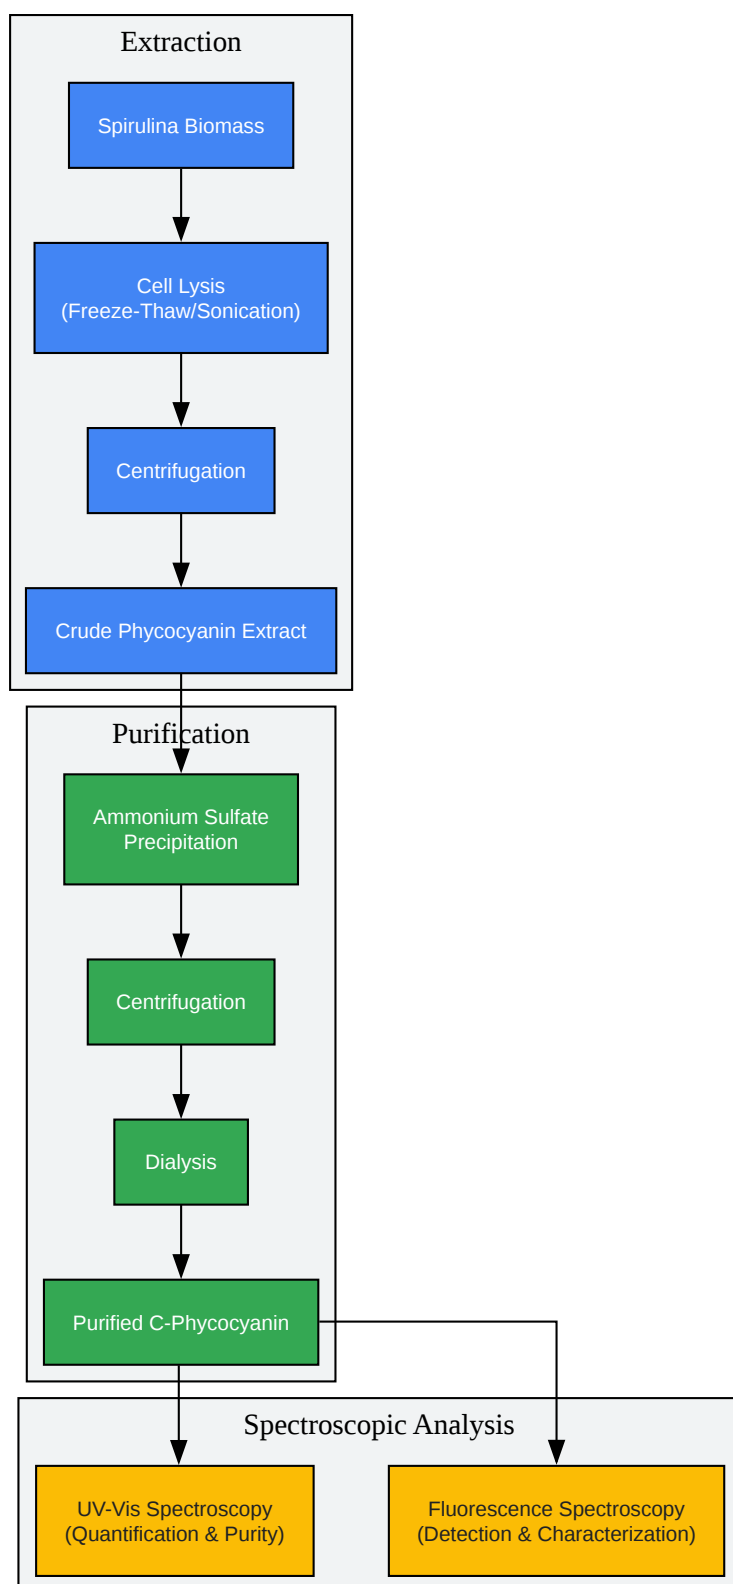 Extraction
Spirulina Biomass
Cell Lysis
(Freeze-Thaw/Sonication)
Centrifugation
Crude Phycocyanin Extract
Purification
Ammonium Sulfate
Precipitation
Centrifugation
Dialysis
Purified C-Phycocyanin
Spectroscopic Analysis
UV-Vis Spectroscopy
(Quantification & Purity)
Fluorescence Spectroscopy
(Detection & Characterization)